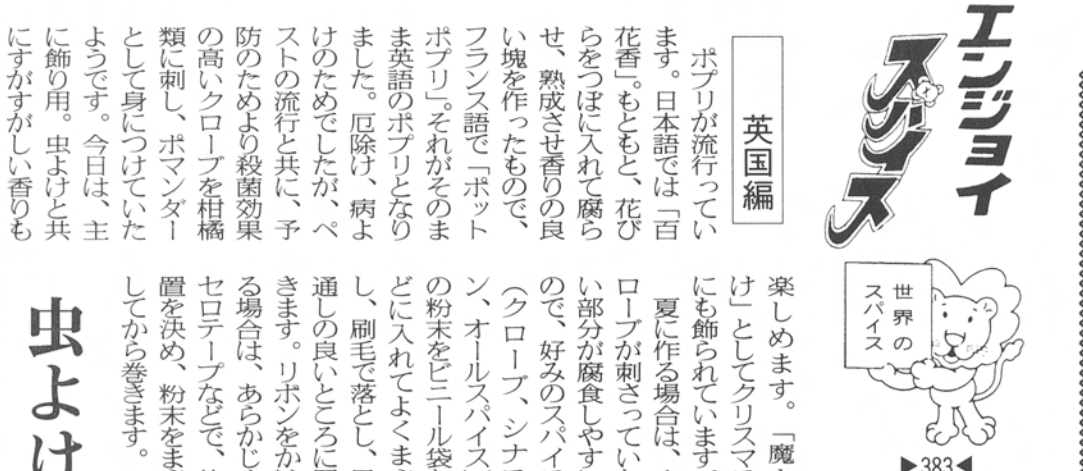 エンジョイ
スパイス
世界の
スパイス
▶383◀
英国編
ポプリが流行ってい
ます。日本語では「百
花香」。もともと、花び
らをつぼに入れて腐ら
せ、熟成させ香りの良
い塊を作ったもので、
フランス語で「ポット
ポプリ」。それがそのま
ま英語のポプリとなり
ました。厄除け、病よ
けのためでしたが、ペ
ストの流行と共に、予
防のためより殺菌効果
の高いクローブを柑橘
類に刺し、ポマンダー
として身につけていた
ようです。今日は、主
に飾り用。虫よけと共
にすがすがしい香りも
楽しめます。「魔
け」としてクリスマ
にも飾られています
夏に作る場合は、
ローブが刺さってい
い部分が腐食しやす
ので、好みのスパイ
（クローブ、シナ
ン、オールスパイス
の粉末をビニール袋
どに入れてよくま
し、刷毛で落とし、
通しの良いところに
きます。リボンをか
る場合は、あらかじ
セロテープなどで、
置を決め、粉末をま
してから巻きます。
虫よけ